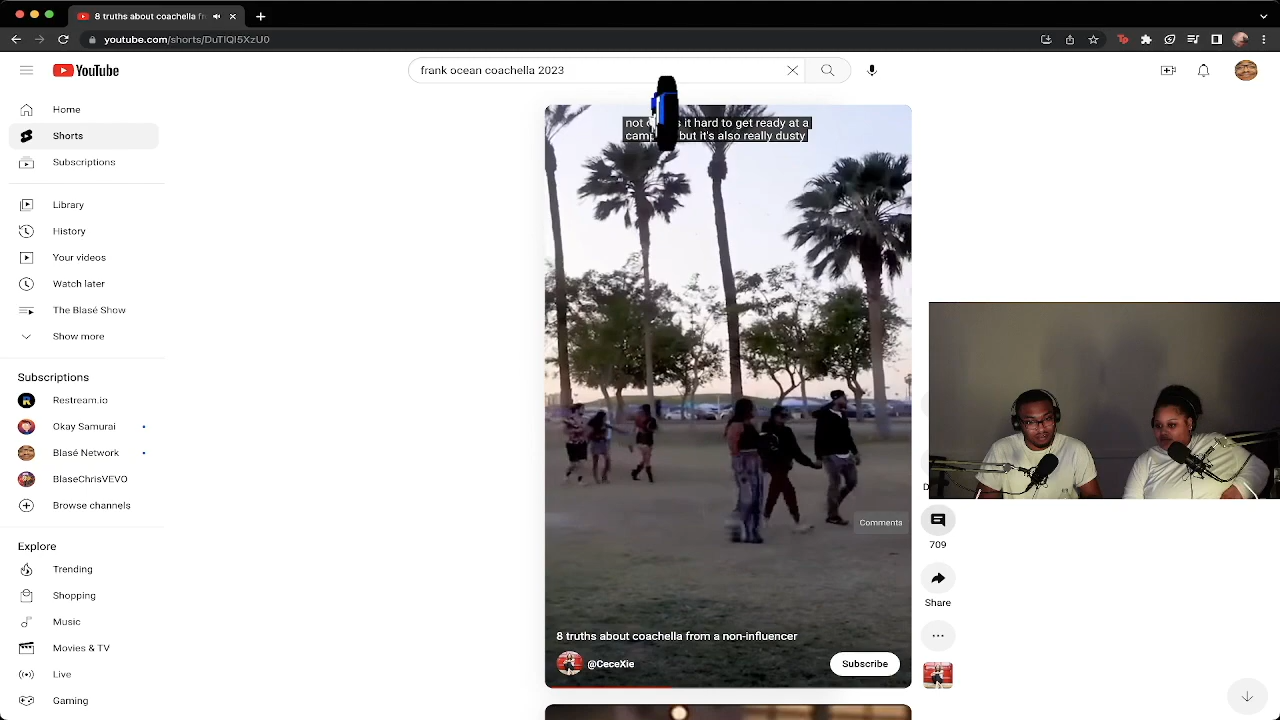 8 truths about coachella fr
youtube.com/shorts/DuTIQI5XzU0
YouTube
frank ocean coachella 2023
Home
Shorts
Subscriptions
Library
History
Your videos
Watch later
The Blasé Show
Show more
Subscriptions
Restream.io
Okay Samurai
Blasé Network
BlaseChrisVEVO
Browse channels
Explore
Trending
Shopping
Music
Movies & TV
Live
Gaming
not it hard to get ready at a
but it's also really dusty
Comments
709
Share
8 truths about coachella from a non-influencer
@CeceXie
Subscribe